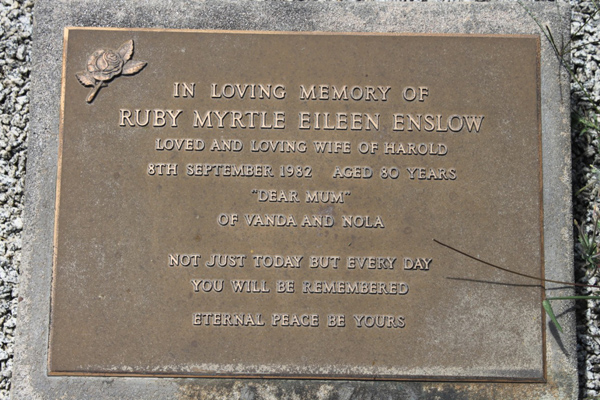 IN LOVING MEMORY OF
RUBY MYRTLE EILEEN ENSLOW
LOVED AND LOVING WIFE OF HAROLD
8TH SEPTEMBER 1982 AGED 80 YEARS
"DEAR MUM"
OF VANDA AND NOLA
NOT JUST TODAY BUT EVERY DAY
YOU WILL BE REMEMBERED
ETERNAL PEACE BE YOURS